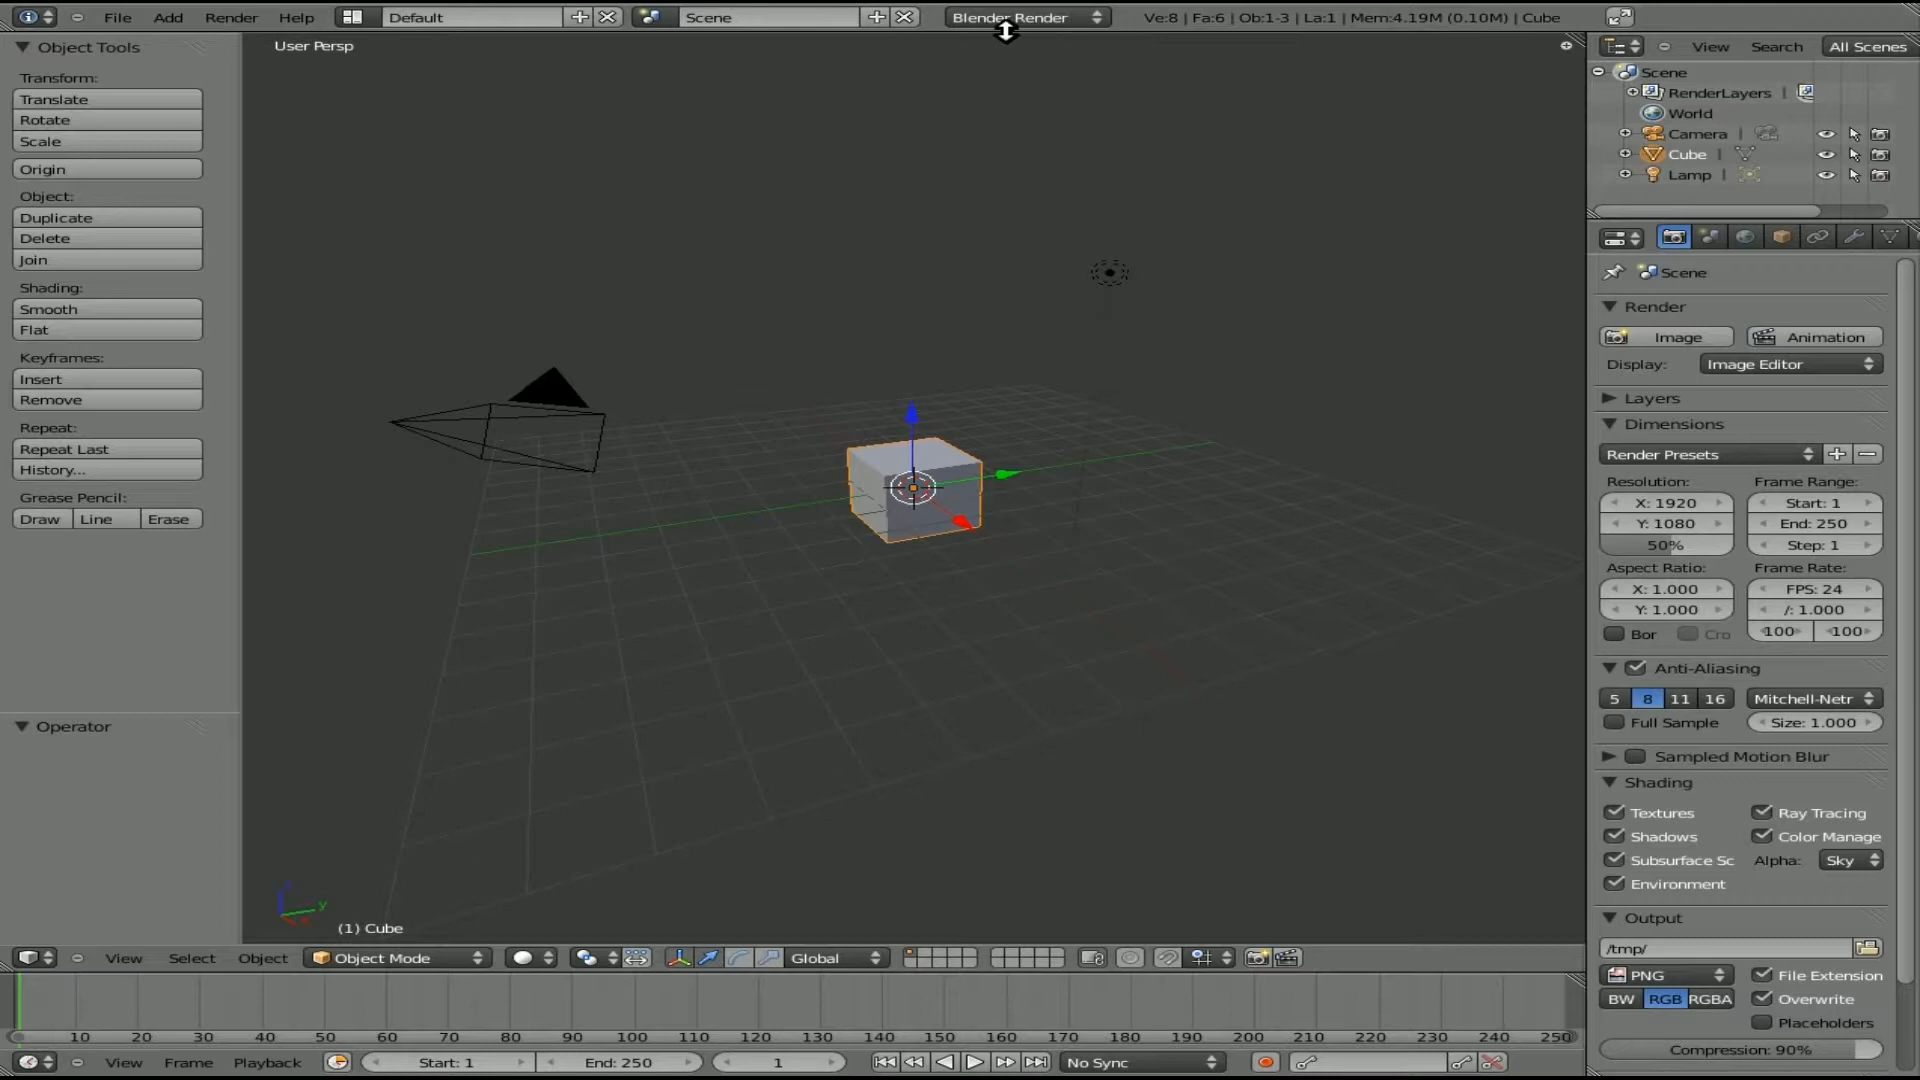 File Add Render Help Default Scene Blender Render Ve:8 | Fa:6 | Ob:1-3 | La:1 | Mem:4.19M (0.10M) | Cube
Object Tools
Transform:
Translate
Rotate
Scale
Origin
Object:
Duplicate
Delete
Join
Shading:
Smooth
Flat
Keyframes:
Insert
Remove
Repeat:
Repeat Last
History...
Grease Pencil:
Draw Line Erase
Operator
User Persp
y
(1) Cube
View Search All Scenes
Scene
RenderLayers |
World
Camera |
Cube |
Lamp |
Scene
Render
Image Animation
Display: Image Editor
Layers
Dimensions
Render Presets
Resolution: Frame Range:
X: 1920 Start: 1
Y: 1080 End: 250
50% Step: 1
Aspect Ratio: Frame Rate:
X: 1.000 FPS: 24
Y: 1.000 /: 1.000
Bor Cro 100 100
Anti-Aliasing
5 8 11 16 Mitchell-Netr
Full Sample Size: 1.000
Sampled Motion Blur
Shading
Textures Ray Tracing
Shadows Color Manage
Subsurface Sc Alpha: Sky
Environment
Output
/tmp/
PNG File Extension
BW RGB RGBA Overwrite
Placeholders
Compression: 90%
View Select Object Object Mode Global
10 20 30 40 50 60 70 80 90 100 110 120 130 140 150 160 170 180 190 200 210 220 230 240 250
View Frame Playback Start: 1 End: 250 1 No Sync